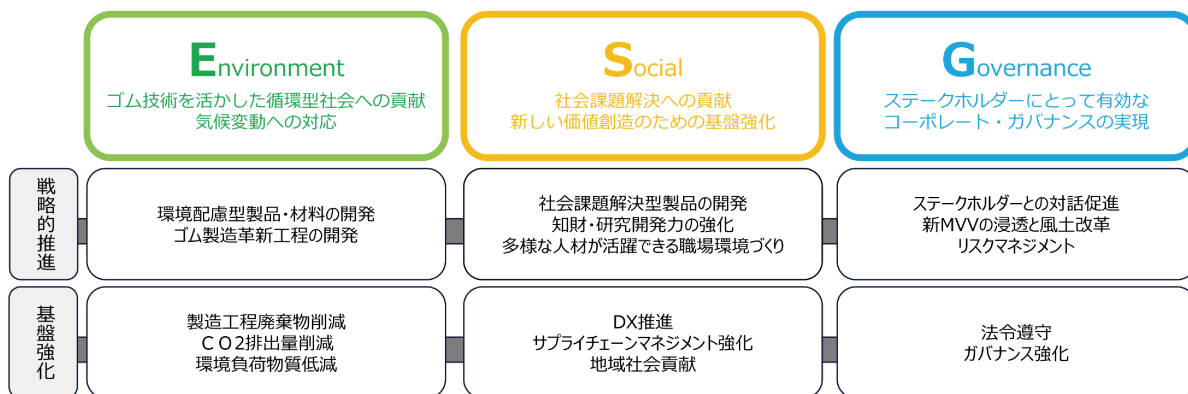 Environment
ゴム技術を活かした循環型社会への貢献
気候変動への対応
Social
社会課題解決への貢献
新しい価値創造のための基盤強化
Governance
ステークホルダーにとって有効な
コーポレート・ガバナンスの実現
戦略的推進
環境配慮型製品・材料の開発
ゴム製造革新工程の開発
社会課題解決型製品の開発
知財・研究開発力の強化
多様な人材が活躍できる職場環境づくり
ステークホルダーとの対話促進
新MVVの浸透と風土改革
リスクマネジメント
基盤強化
製造工程廃棄物削減
ＣＯ2排出量削減
環境負荷物質低減
DX推進
サプライチェーンマネジメント強化
地域社会貢献
法令遵守
ガバナンス強化